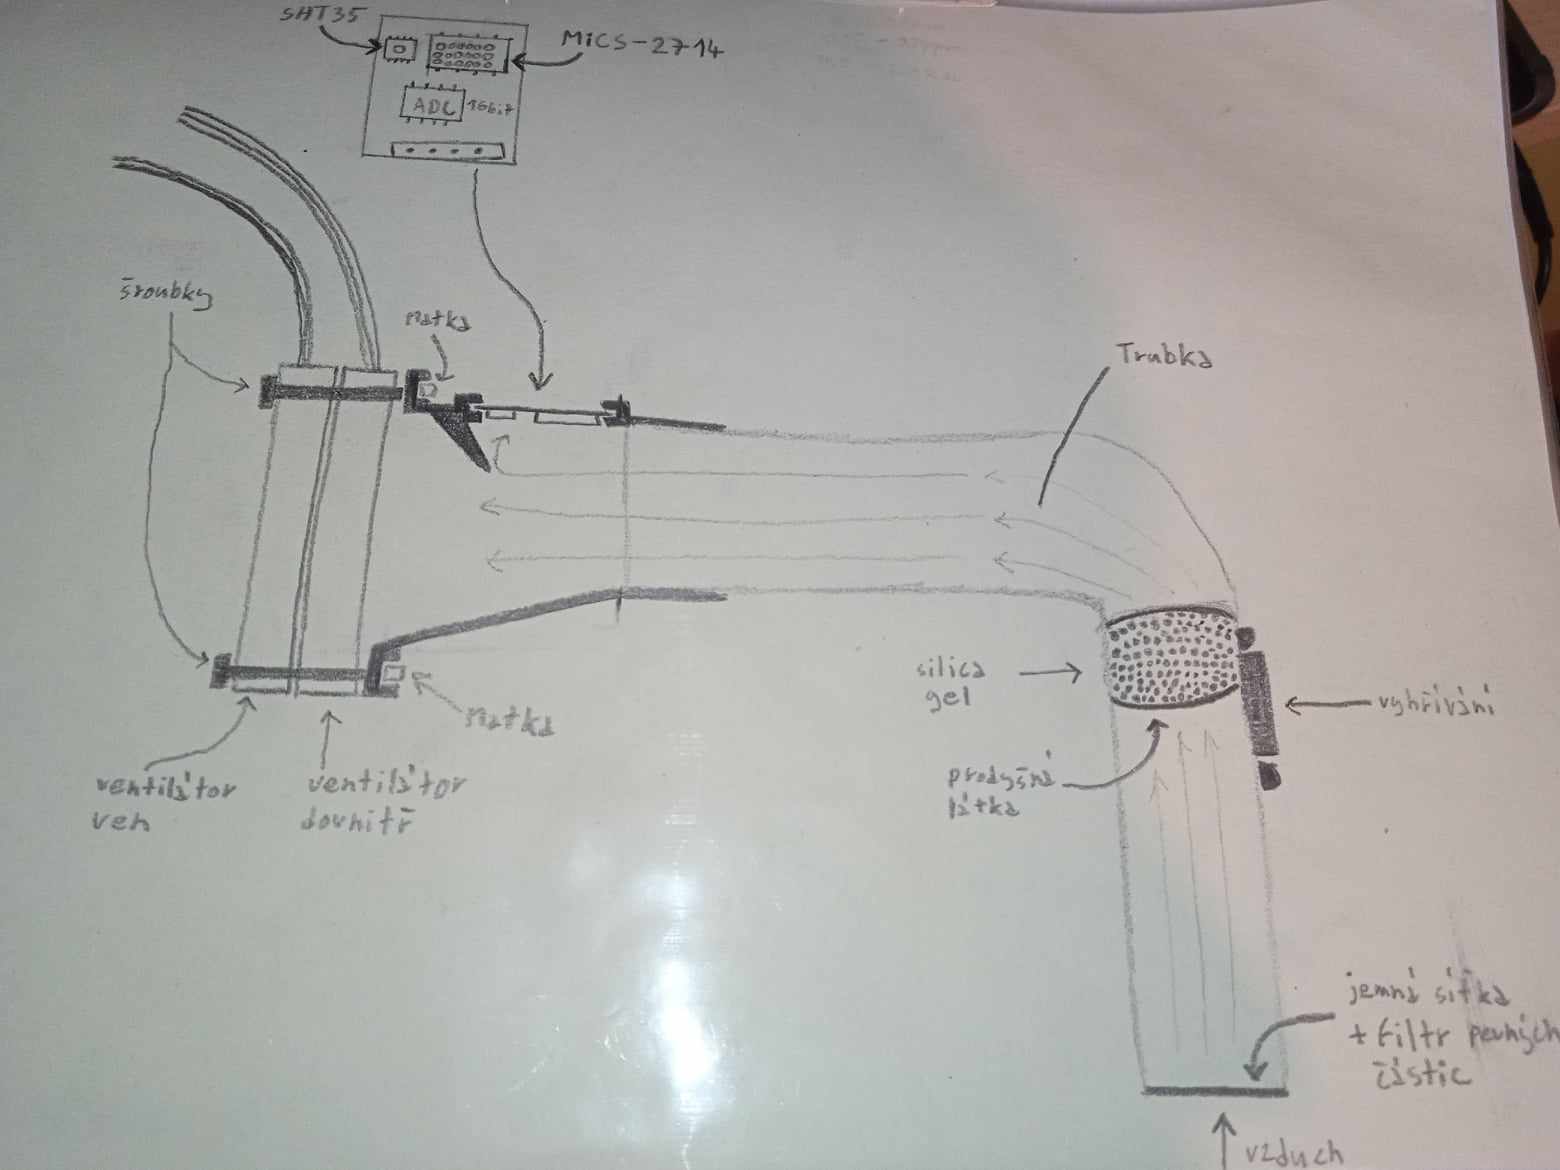 SHT35
MiCS-2714
ADC 16bit
šroubky
matka
Trubka
silica
gel
vyhřívání
matka
prodyšná
látka
ventilátor
ven
ventilátor
dovnitř
jemná síťka
+ filtr pevných
částic
vzduch